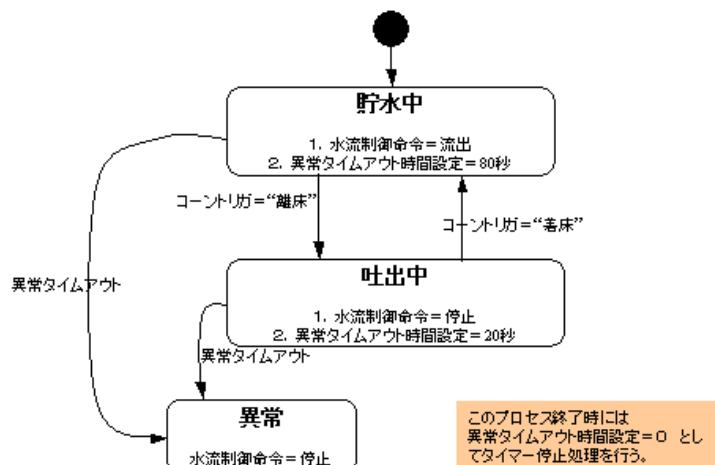 貯水中
1. 水流制御命令＝流出
2. 異常タイムアウト時間設定＝80秒
コーントリガ＝“離床”
コーントリガ＝“着床”
異常タイムアウト
吐出中
1. 水流制御命令＝停止
2. 異常タイムアウト時間設定＝20秒
異常タイムアウト
異常
水流制御命令＝停止
このプロセス終了時には
異常タイムアウト時間設定＝０ とし
てタイマー停止処理を行う。